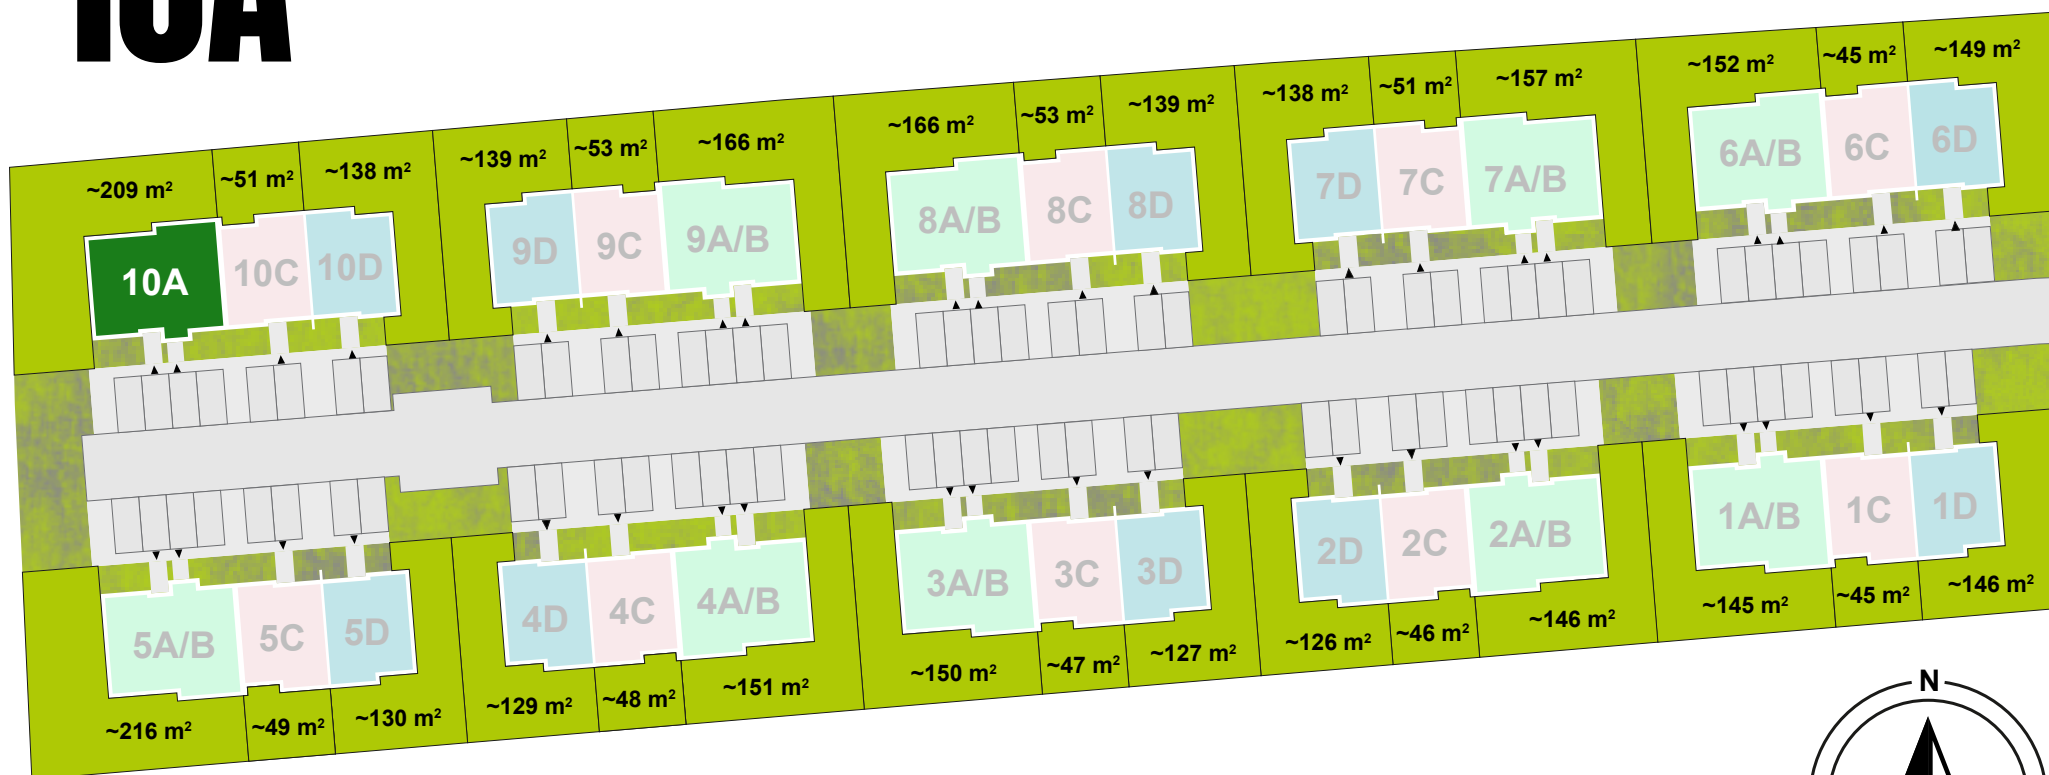 10A
~209 m²
~51 m²
~138 m²
~139 m²
~53 m²
~166 m²
~166 m²
~53 m²
~139 m²
~138 m²
~51 m²
~157 m²
~152 m²
~45 m²
~149 m²
10A
10C
10D
9D
9C
9A/B
8A/B
8C
8D
7D
7C
7A/B
6A/B
6C
6D
5A/B
5C
5D
4D
4C
4A/B
3A/B
3C
3D
2D
2C
2A/B
1A/B
1C
1D
~216 m²
~49 m²
~130 m²
~129 m²
~48 m²
~151 m²
~150 m²
~47 m²
~127 m²
~126 m²
~46 m²
~146 m²
~145 m²
~45 m²
~146 m²
N